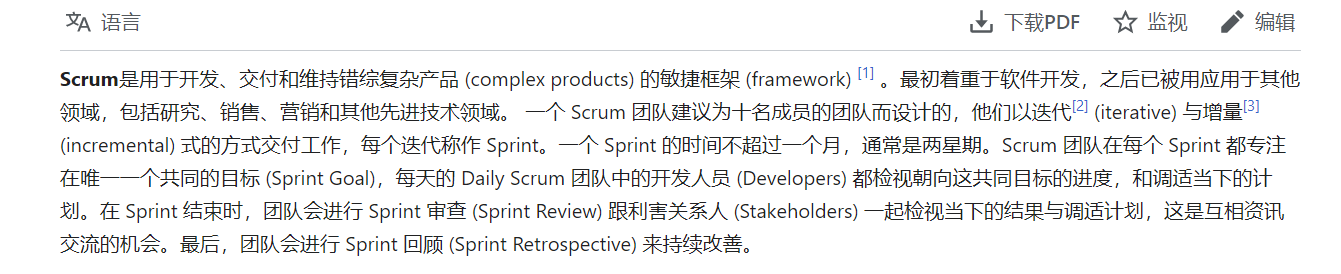 语言 下载PDF 监视 编辑
Scrum是用于开发、交付和维持错综复杂产品 (complex products) 的敏捷框架 (framework) [1] 。最初着重于软件开发，之后已被用应用于其他
领域，包括研究、销售、营销和其他先进技术领域。 一个 Scrum 团队建议为十名成员的团队而设计的，他们以迭代[2] (iterative) 与增量[3]
(incremental) 式的方式交付工作，每个迭代称作 Sprint。一个 Sprint 的时间不超过一个月，通常是两星期。Scrum 团队在每个 Sprint 都专注
在唯一一个共同的目标 (Sprint Goal)，每天的 Daily Scrum 团队中的开发人员 (Developers) 都检视朝向这共同目标的进度，和调适当下的计
划。在 Sprint 结束时，团队会进行 Sprint 审查 (Sprint Review) 跟利害关系人 (Stakeholders) 一起检视当下的结果与调适计划，这是互相资讯
交流的机会。最后，团队会进行 Sprint 回顾 (Sprint Retrospective) 来持续改善。